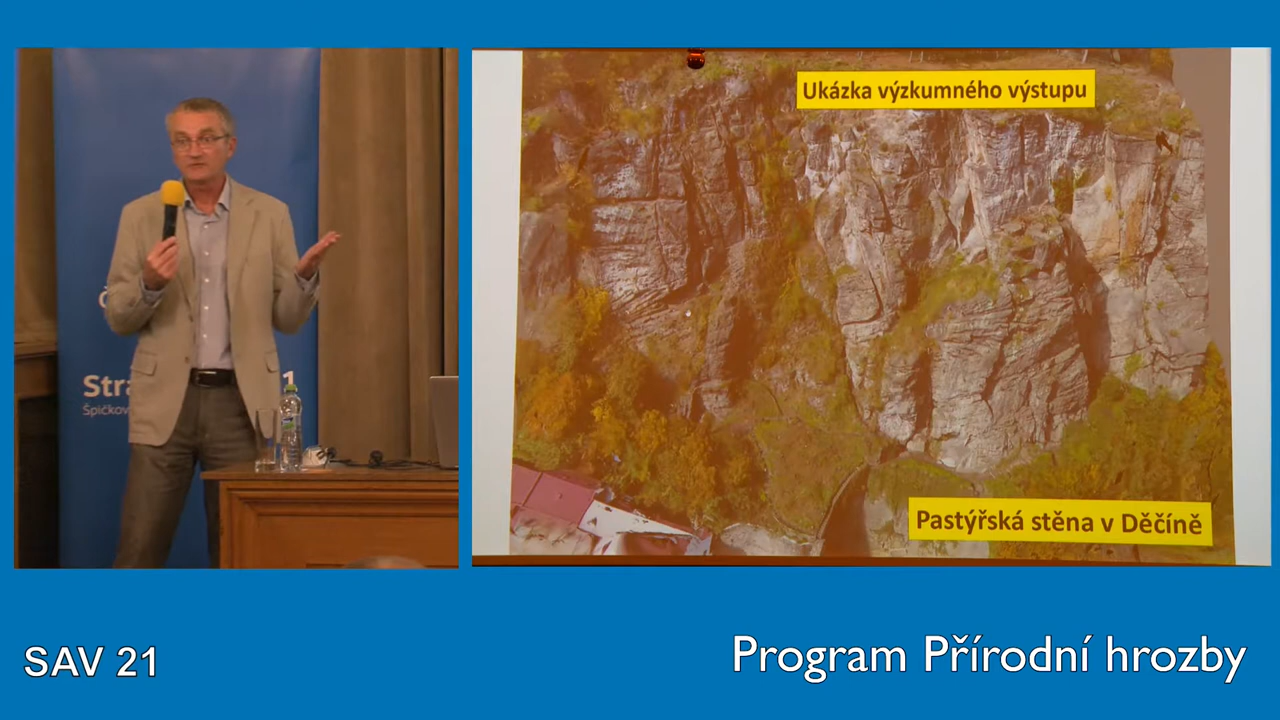 Ukázka výzkumného výstupu
Pastýřská stěna v Děčíně
SAV 21
Program Přírodní hrozby